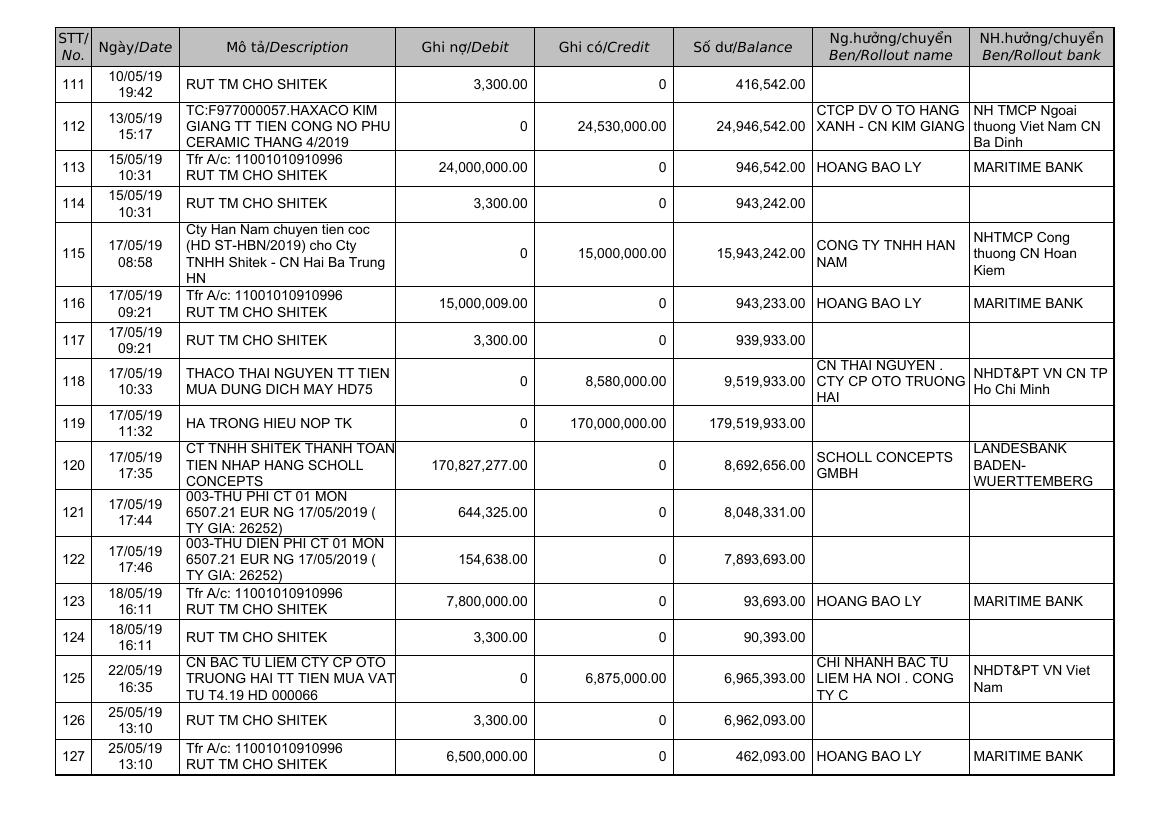 STT/ No. Ngày/Date Mô tả/Description Ghi nợ/Debit Ghi có/Credit Số dư/Balance Ng.hưởng/chuyển Ben/Rollout name NH.hưởng/chuyển Ben/Rollout bank
111 10/05/19 19:42 RUT TM CHO SHITEK 3,300.00 0 416,542.00
112 13/05/19 15:17 TC:F977000057.HAXACO KIM GIANG TT TIEN CONG NO PHU CERAMIC THANG 4/2019 0 24,530,000.00 24,946,542.00 CTCP DV O TO HANG XANH - CN KIM GIANG NH TMCP Ngoai thuong Viet Nam CN Ba Dinh
113 15/05/19 10:31 Tfr A/c: 11001010910996 RUT TM CHO SHITEK 24,000,000.00 0 946,542.00 HOANG BAO LY MARITIME BANK
114 15/05/19 10:31 RUT TM CHO SHITEK 3,300.00 0 943,242.00
115 17/05/19 08:58 Cty Han Nam chuyen tien coc (HD ST-HBN/2019) cho Cty TNHH Shitek - CN Hai Ba Trung HN 0 15,000,000.00 15,943,242.00 CONG TY TNHH HAN NAM NHTMCP Cong thuong CN Hoan Kiem
116 17/05/19 09:21 Tfr A/c: 11001010910996 RUT TM CHO SHITEK 15,000,009.00 0 943,233.00 HOANG BAO LY MARITIME BANK
117 17/05/19 09:21 RUT TM CHO SHITEK 3,300.00 0 939,933.00
118 17/05/19 10:33 THACO THAI NGUYEN TT TIEN MUA DUNG DICH MAY HD75 0 8,580,000.00 9,519,933.00 CN THAI NGUYEN . CTY CP OTO TRUONG HAI NHDT&PT VN CN TP Ho Chi Minh
119 17/05/19 11:32 HA TRONG HIEU NOP TK 0 170,000,000.00 179,519,933.00
120 17/05/19 17:35 CT TNHH SHITEK THANH TOAN TIEN NHAP HANG SCHOLL CONCEPTS 170,827,277.00 0 8,692,656.00 SCHOLL CONCEPTS GMBH LANDESBANK BADEN-WUERTTEMBERG
121 17/05/19 17:44 003-THU PHI CT 01 MON 6507.21 EUR NG 17/05/2019 ( TY GIA: 26252) 644,325.00 0 8,048,331.00
122 17/05/19 17:46 003-THU DIEN PHI CT 01 MON 6507.21 EUR NG 17/05/2019 ( TY GIA: 26252) 154,638.00 0 7,893,693.00
123 18/05/19 16:11 Tfr A/c: 11001010910996 RUT TM CHO SHITEK 7,800,000.00 0 93,693.00 HOANG BAO LY MARITIME BANK
124 18/05/19 16:11 RUT TM CHO SHITEK 3,300.00 0 90,393.00
125 22/05/19 16:35 CN BAC TU LIEM CTY CP OTO TRUONG HAI TT TIEN MUA VAT TU T4.19 HD 000066 0 6,875,000.00 6,965,393.00 CHI NHANH BAC TU LIEM HA NOI . CONG TY C NHDT&PT VN Viet Nam
126 25/05/19 13:10 RUT TM CHO SHITEK 3,300.00 0 6,962,093.00
127 25/05/19 13:10 Tfr A/c: 11001010910996 RUT TM CHO SHITEK 6,500,000.00 0 462,093.00 HOANG BAO LY MARITIME BANK